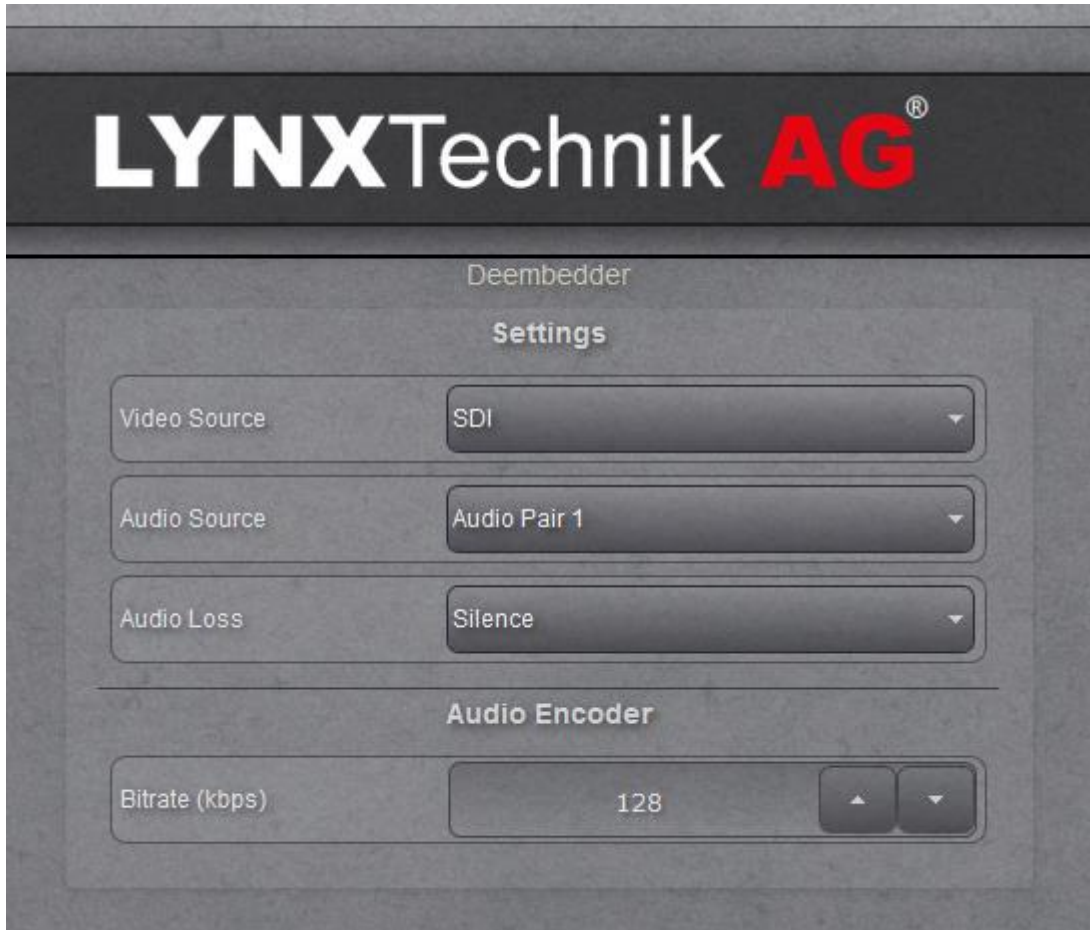 LYNXTechnik AG®
Deembedder
Settings
Video Source SDI
Audio Source Audio Pair 1
Audio Loss Silence
Audio Encoder
Bitrate (kbps) 128